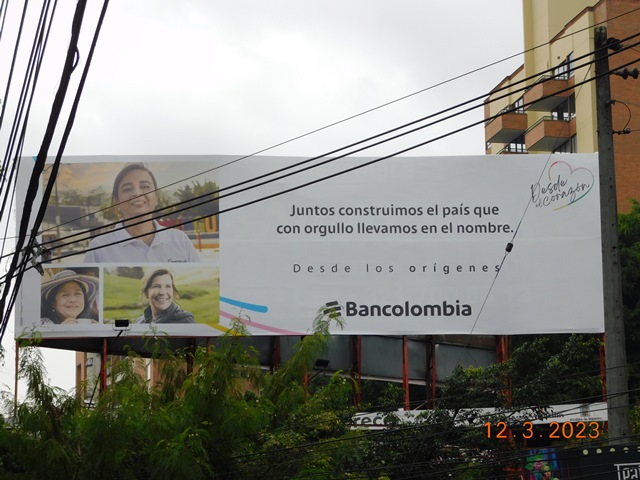 Desde
el Corazón.
Juntos construimos el país que
con orgullo llevamos en el nombre.
Desde los orígenes
Bancolombia
12.3.2023